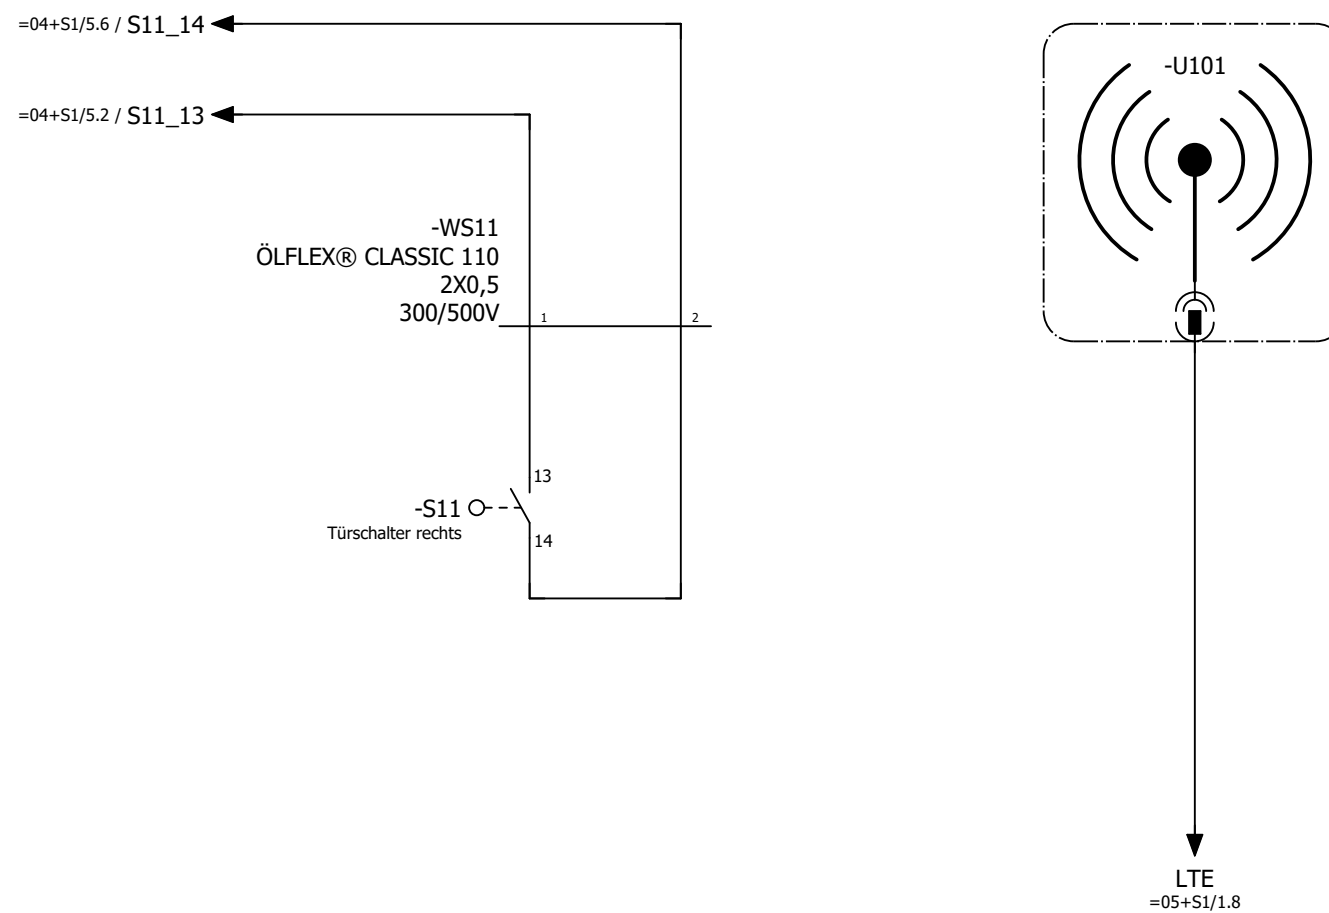 =04+S1/5.6 / S11_14
-U101
=04+S1/5.2 / S11_13
-WS11
ÖLFLEX® CLASSIC 110
2X0,5
300/500V
1
2
13
-S11
Türschalter rechts
14
LTE
=05+S1/1.8